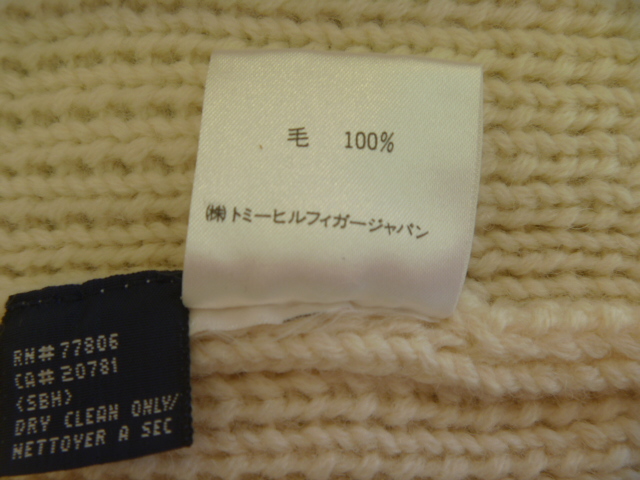 毛 100%
㈱トミーヒルフィガージャパン
RN#77806
CA#20781
(SBH)
DRY CLEAN ONLY/
NETTOYER A SEC